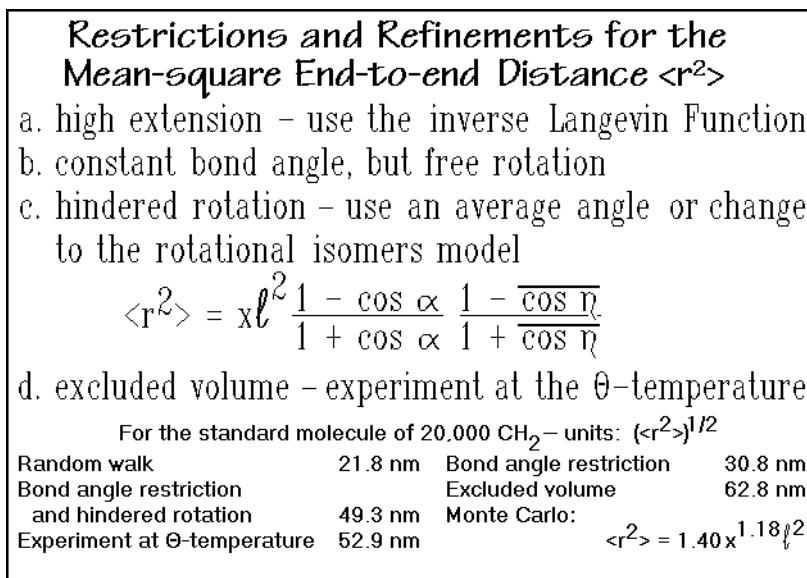 Restrictions and Refinements for the
Mean-square End-to-end Distance <r²>
a. high extension – use the inverse Langevin Function
b. constant bond angle, but free rotation
c. hindered rotation – use an average angle or change
to the rotational isomers model
<r²> = xℓ² (1 – cos α)/(1 + cos α) (1 – c̅o̅s̅ ̅η̅)/(1 + c̅o̅s̅ ̅η̅)
d. excluded volume – experiment at the Θ–temperature
For the standard molecule of 20,000 CH₂– units: (<r²>)^1/2
Random walk 21.8 nm Bond angle restriction 30.8 nm
Bond angle restriction Excluded volume 62.8 nm
and hindered rotation 49.3 nm Monte Carlo:
Experiment at Θ-temperature 52.9 nm <r²> = 1.40 x^1.18 ℓ²